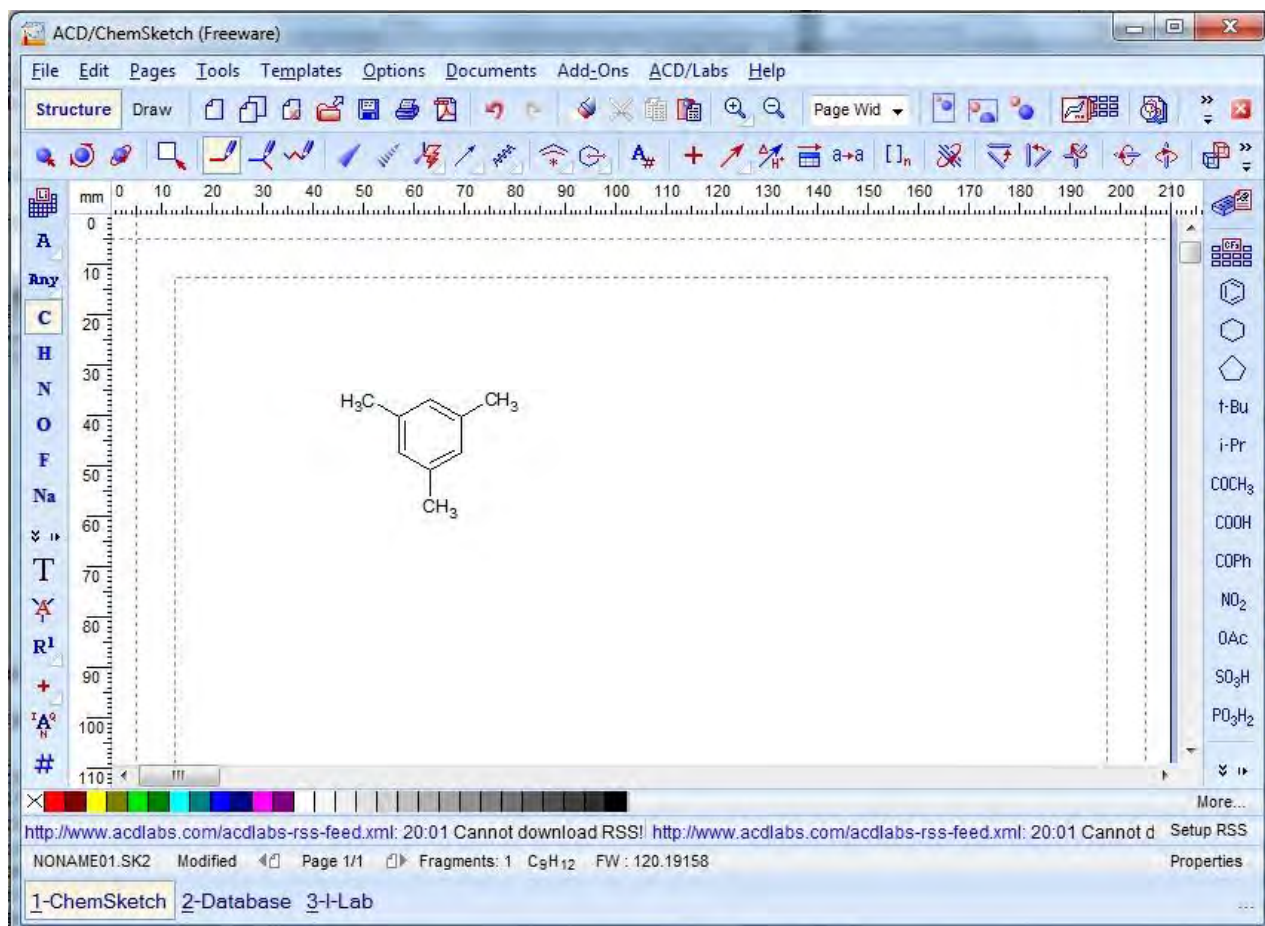 ACD/ChemSketch (Freeware)
File Edit Pages Tools Templates Options Documents Add-Ons ACD/Labs Help
Structure Draw Page Wid
A# + a→a []n
mm 0 10 20 30 40 50 60 70 80 90 100 110 120 130 140 150 160 170 180 190 200 210
0
10
20
30
40
50
60
70
80
90
100
110
Li
A
Any
C
H
N
O
F
Na
T
A
R¹
+
#
H₃C CH₃
CH₃
CF₃
t-Bu
i-Pr
COCH₃
COOH
COPh
NO₂
OAc
SO₃H
PO₃H₂
More...
http://www.acdlabs.com/acdlabs-rss-feed.xml: 20:01 Cannot download RSS! http://www.acdlabs.com/acdlabs-rss-feed.xml: 20:01 Cannot d Setup RSS
NONAME01.SK2 Modified Page 1/1 Fragments: 1 C₉H₁₂ FW : 120.19158 Properties
1-ChemSketch 2-Database 3-I-Lab ...